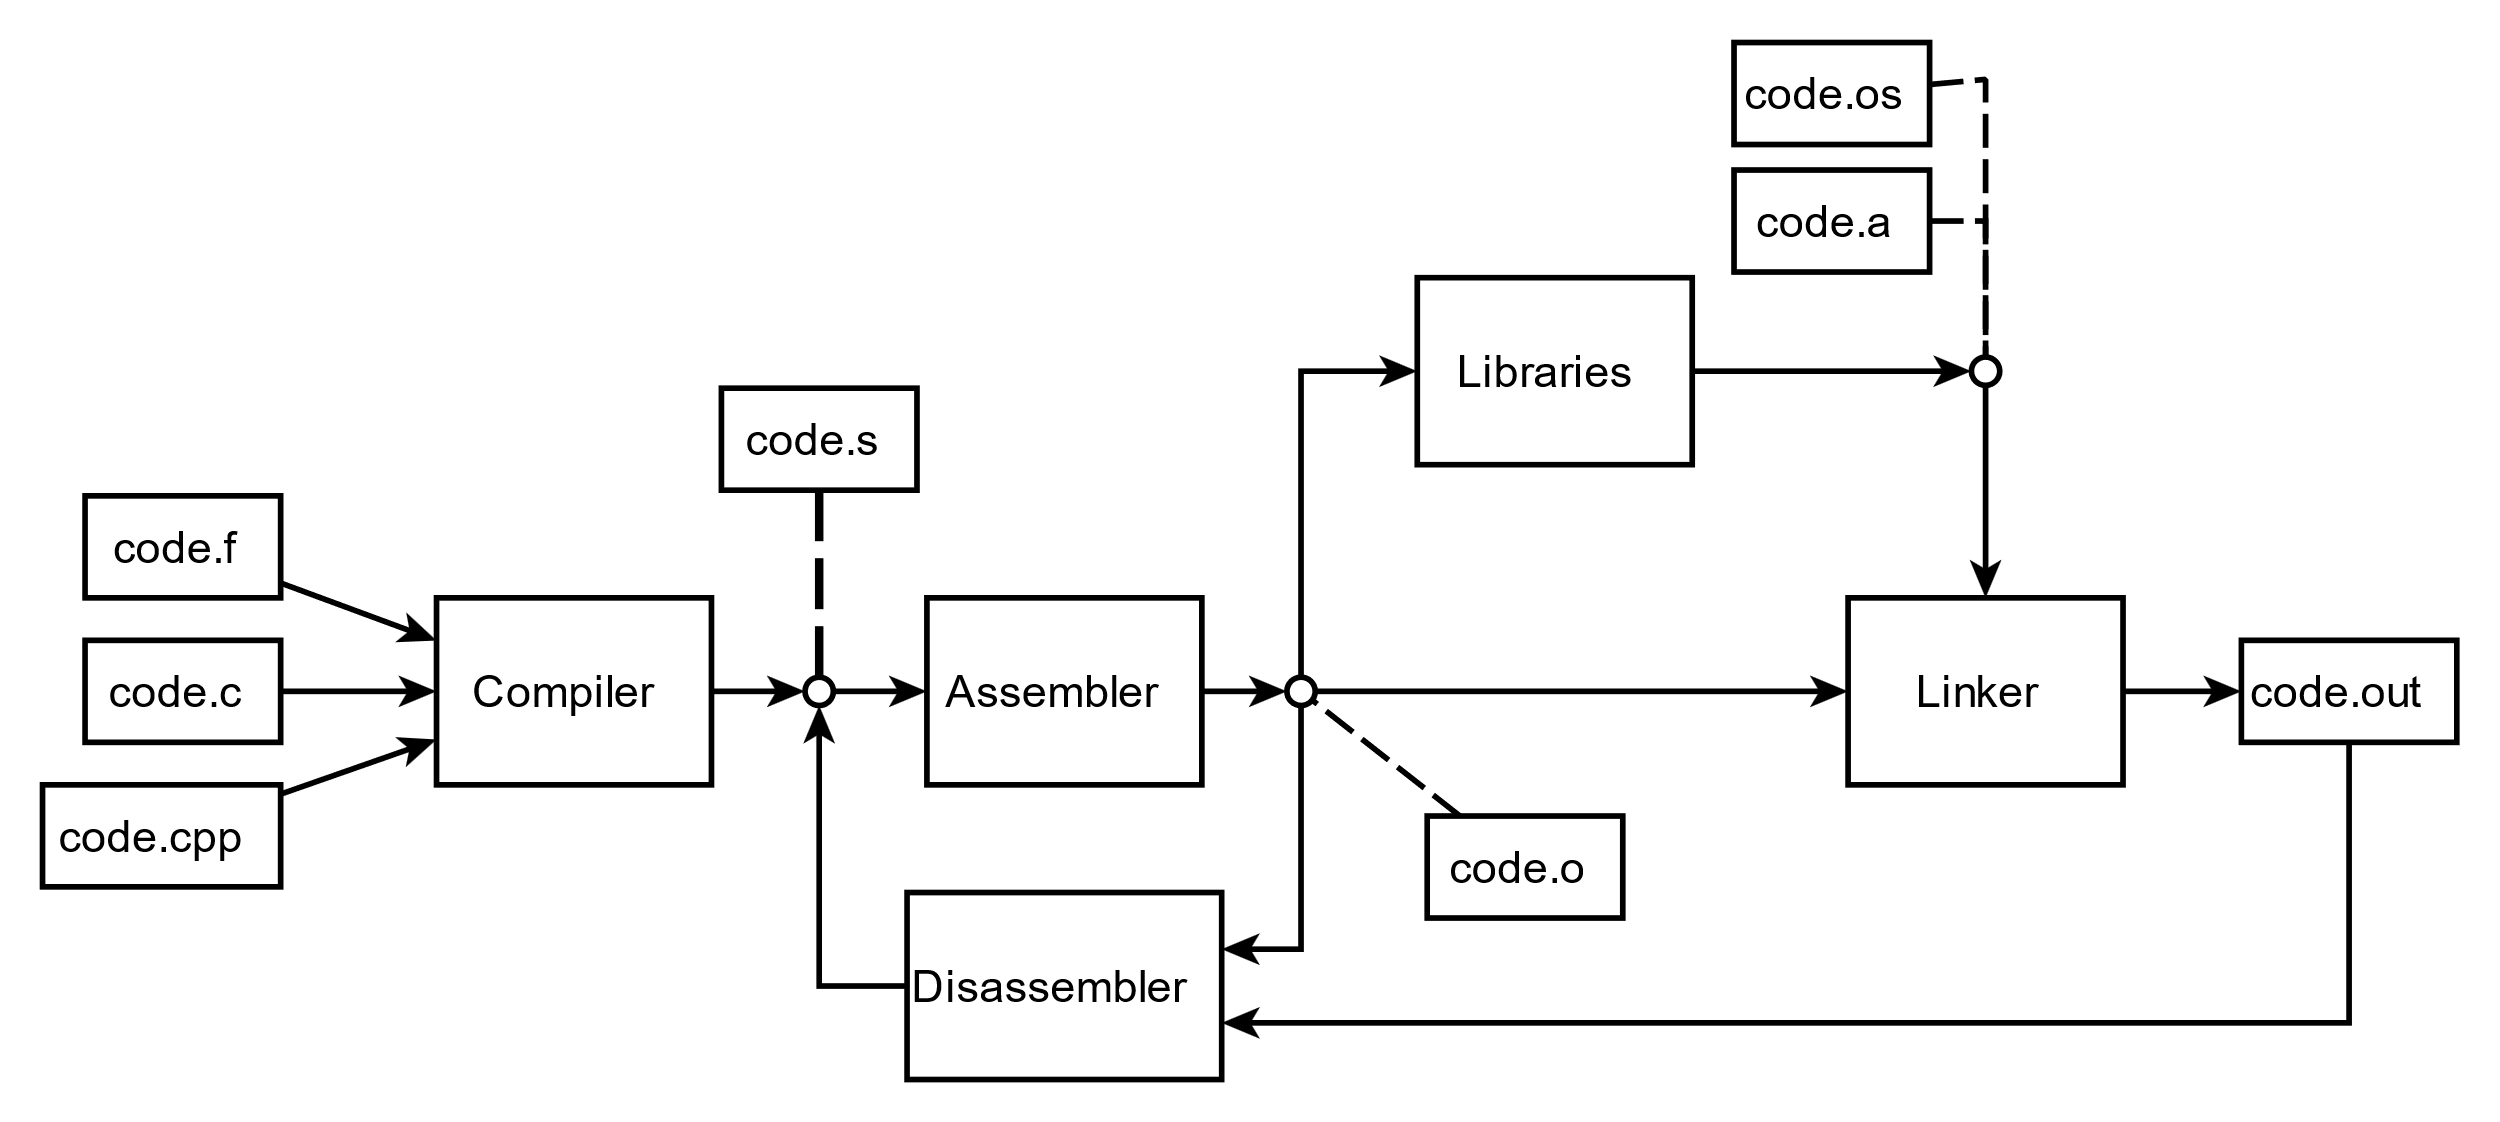 code.os
code.a
Libraries
code.s
code.f
code.c
code.cpp
Compiler
Assembler
Linker
code.out
code.o
Disassembler